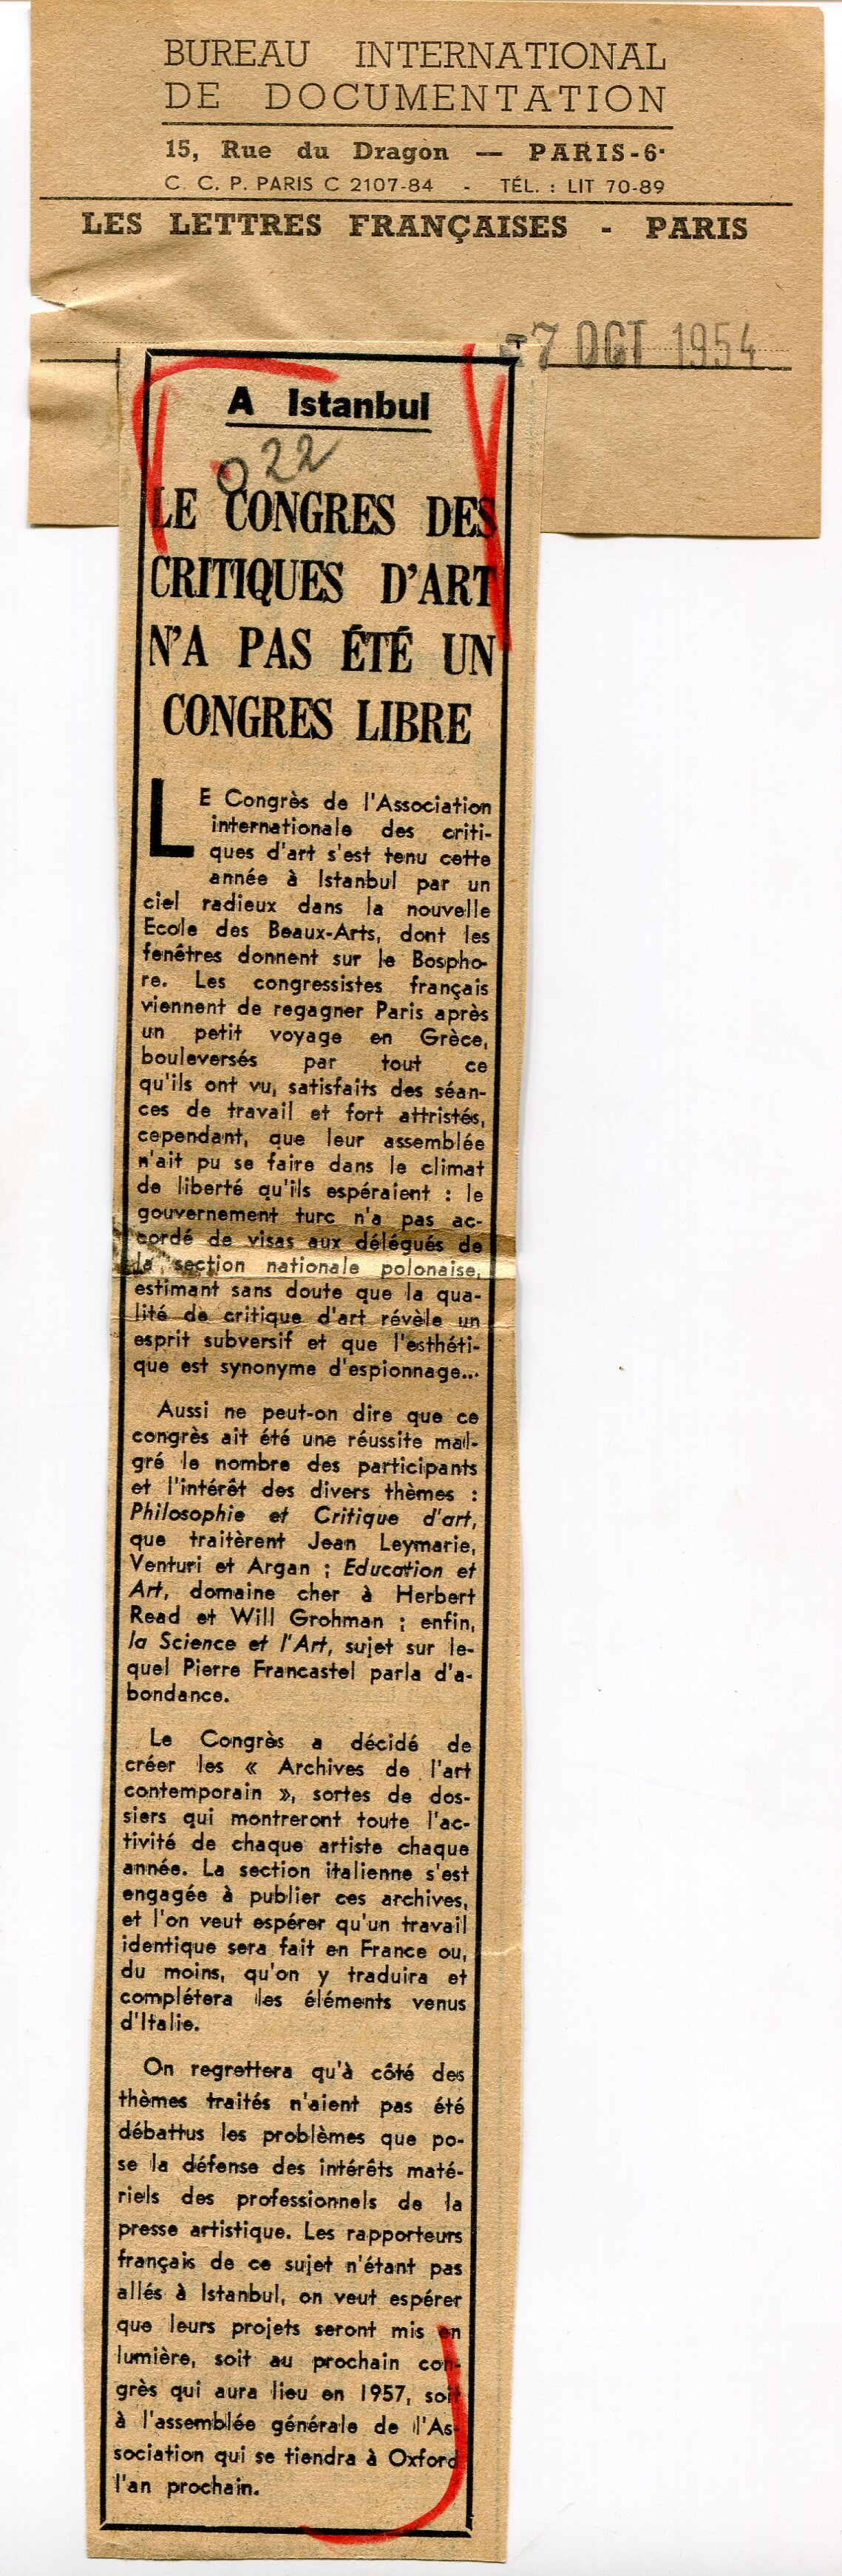 BUREAU INTERNATIONAL
DE DOCUMENTATION
15, Rue du Dragon — PARIS-6·
C. C. P. PARIS C 2107-84 - TÉL. : LIT 70-89
LES LETTRES FRANÇAISES - PARIS
-7 OCT 1954
A Istanbul
022
LE CONGRES DES
CRITIQUES D'ART
N'A PAS ÉTÉ UN
CONGRES LIBRE
LE Congrès de l'Association
internationale des criti-
ques d'art s'est tenu cette
année à Istanbul par un
ciel radieux dans la nouvelle
Ecole des Beaux-Arts, dont les
fenêtres donnent sur le Bospho-
re. Les congressistes français
viennent de regagner Paris après
un petit voyage en Grèce,
bouleversés par tout ce
qu'ils ont vu, satisfaits des séan-
ces de travail et fort attristés,
cependant, que leur assemblée
n'ait pu se faire dans le climat
de liberté qu'ils espéraient : le
gouvernement turc n'a pas ac-
cordé de visas aux délégués de
la section nationale polonaise,
estimant sans doute que la qua-
lité de critique d'art révèle un
esprit subversif et que l'esthéti-
que est synonyme d'espionnage...
Aussi ne peut-on dire que ce
congrès ait été une réussite mal-
gré le nombre des participants
et l'intérêt des divers thèmes :
Philosophie et Critique d'art,
que traitèrent Jean Leymarie,
Venturi et Argan ; Education et
Art, domaine cher à Herbert
Read et Will Grohman ; enfin,
la Science et l'Art, sujet sur le-
quel Pierre Francastel parla d'a-
bondance.
Le Congrès a décidé de
créer les « Archives de l'art
contemporain », sortes de dos-
siers qui montreront toute l'ac-
tivité de chaque artiste chaque
année. La section italienne s'est
engagée à publier ces archives,
et l'on veut espérer qu'un travail
identique sera fait en France ou,
du moins, qu'on y traduira et
complétera les éléments venus
d'Italie.
On regrettera qu'à côté des
thèmes traités n'aient pas été
débattus les problèmes que po-
se la défense des intérêts maté-
riels des professionnels de la
presse artistique. Les rapporteurs
français de ce sujet n'étant pas
allés à Istanbul, on veut espérer
que leurs projets seront mis en
lumière, soit au prochain con-
grès qui aura lieu en 1957, soit
à l'assemblée générale de l'As-
sociation qui se tiendra à Oxford
l'an prochain.